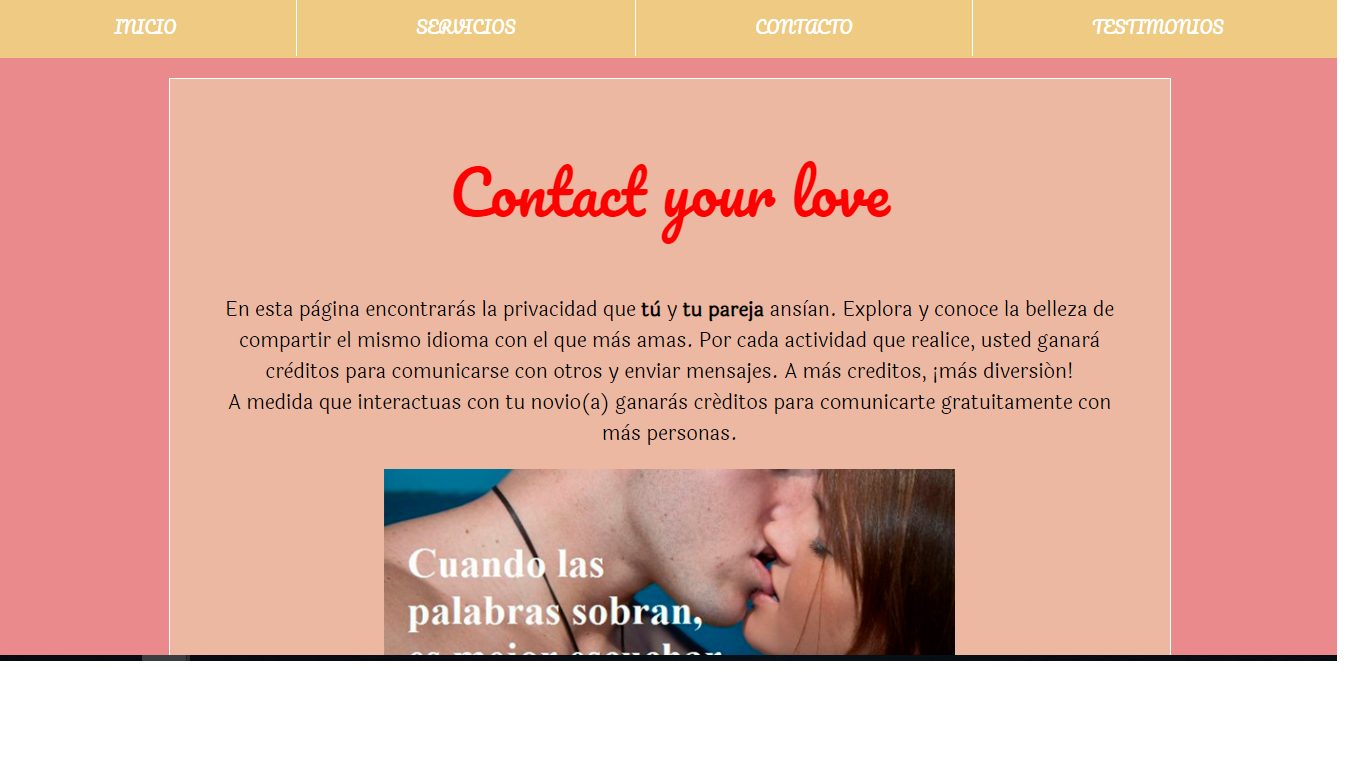 INICIO
SERVICIOS
CONTACTO
TESTIMONIOS
Contact your love
En esta página encontrarás la privacidad que tú y tu pareja ansían. Explora y conoce la belleza de
compartir el mismo idioma con el que más amas. Por cada actividad que realice, usted ganará
créditos para comunicarse con otros y enviar mensajes. A más creditos, ¡más diversiòn!
A medida que interactuas con tu novio(a) ganarás crèditos para comunicarte gratuitamente con
más personas.
Cuando las
palabras sobran,
es mejor escuchar